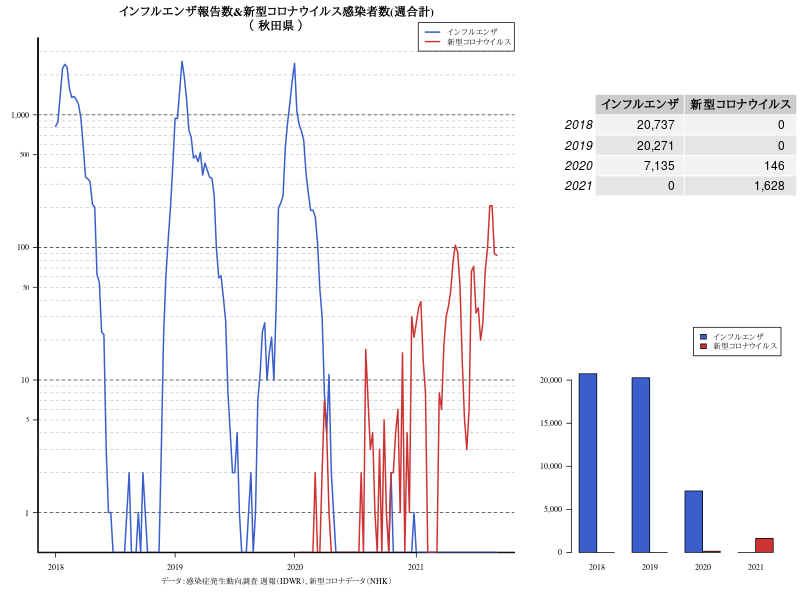 インフルエンザ報告数&新型コロナウイルス感染者数(週合計)
( 秋田県 )
インフルエンザ
新型コロナウイルス
1,000
500
100
50
10
5
1
2018
2019
2020
2021
データ:感染症発生動向調査 週報(IDWR)、新型コロナデータ(NHK)
インフルエンザ 新型コロナウイルス
2018 20,737 0
2019 20,271 0
2020 7,135 146
2021 0 1,628
インフルエンザ
新型コロナウイルス
20,000
15,000
10,000
5,000
0
2018
2019
2020
2021